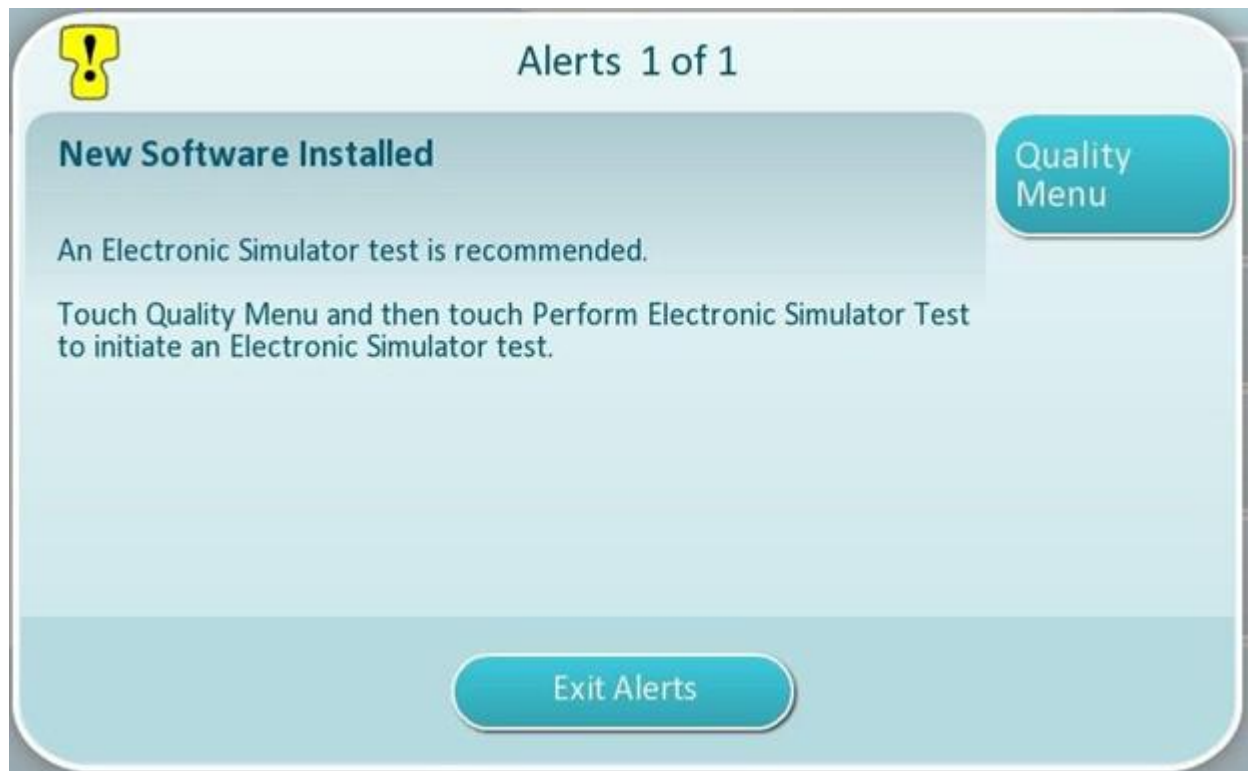 Alerts 1 of 1
New Software Installed
Quality
Menu
An Electronic Simulator test is recommended.
Touch Quality Menu and then touch Perform Electronic Simulator Test
to initiate an Electronic Simulator test.
Exit Alerts